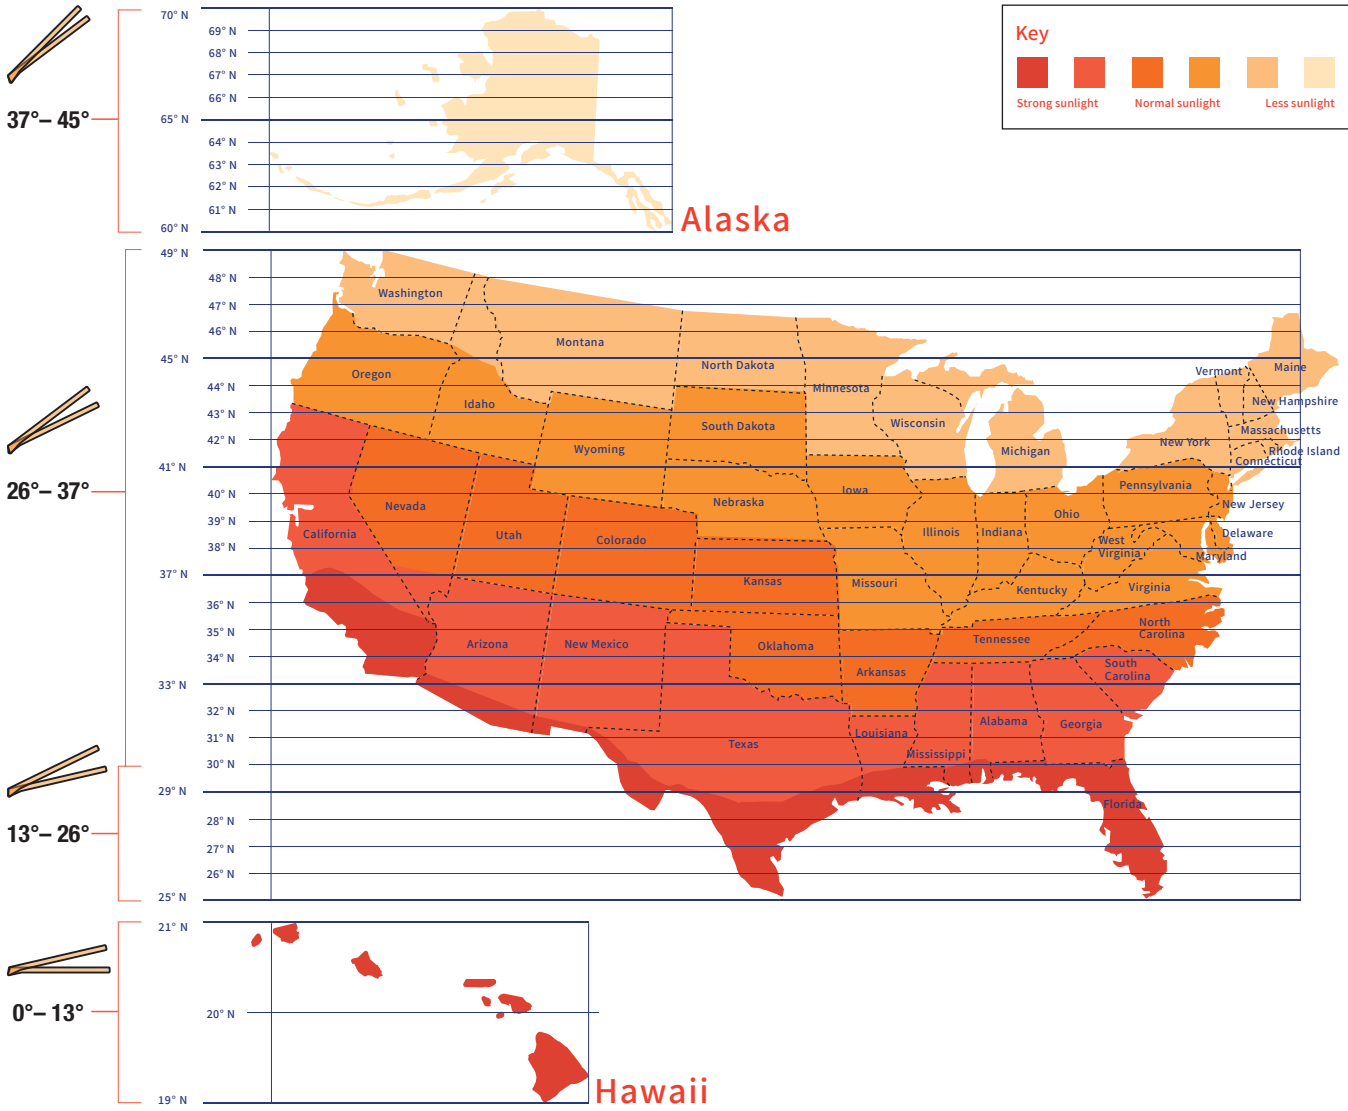 70° N
69° N
68° N
67° N
66° N
65° N
64° N
63° N
62° N
61° N
60° N
37°– 45°
Alaska
Key
Strong sunlight
Normal sunlight
Less sunlight
49° N
48° N
47° N
46° N
45° N
44° N
43° N
42° N
41° N
40° N
39° N
38° N
37° N
36° N
35° N
34° N
33° N
32° N
31° N
30° N
29° N
28° N
27° N
26° N
25° N
26°– 37°
13°– 26°
Washington
Montana
North Dakota
Minnesota
Oregon
Idaho
Wyoming
South Dakota
Wisconsin
Michigan
Vermont
Maine
New Hampshire
Massachusetts
New York
Rhode Island
Connecticut
Nevada
Utah
Colorado
Nebraska
Iowa
Illinois
Indiana
Ohio
Pennsylvania
New Jersey
Delaware
Maryland
West
Virginia
California
Kansas
Missouri
Kentucky
Virginia
Arizona
New Mexico
Oklahoma
Arkansas
Tennessee
North
Carolina
South
Carolina
Texas
Louisiana
Mississippi
Alabama
Georgia
Florida
21° N
20° N
19° N
0°– 13°
Hawaii